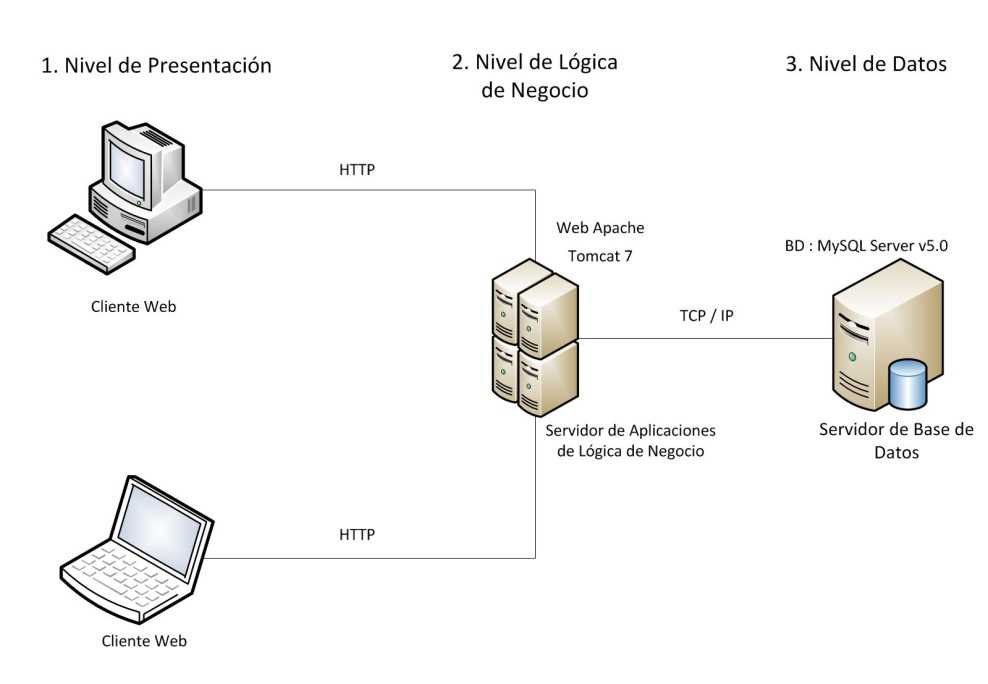 1. Nivel de Presentación
2. Nivel de Lógica
de Negocio
3. Nivel de Datos
HTTP
Web Apache
Tomcat 7
BD : MySQL Server v5.0
Cliente Web
TCP / IP
Servidor de Aplicaciones
de Lógica de Negocio
Servidor de Base de
Datos
HTTP
Cliente Web